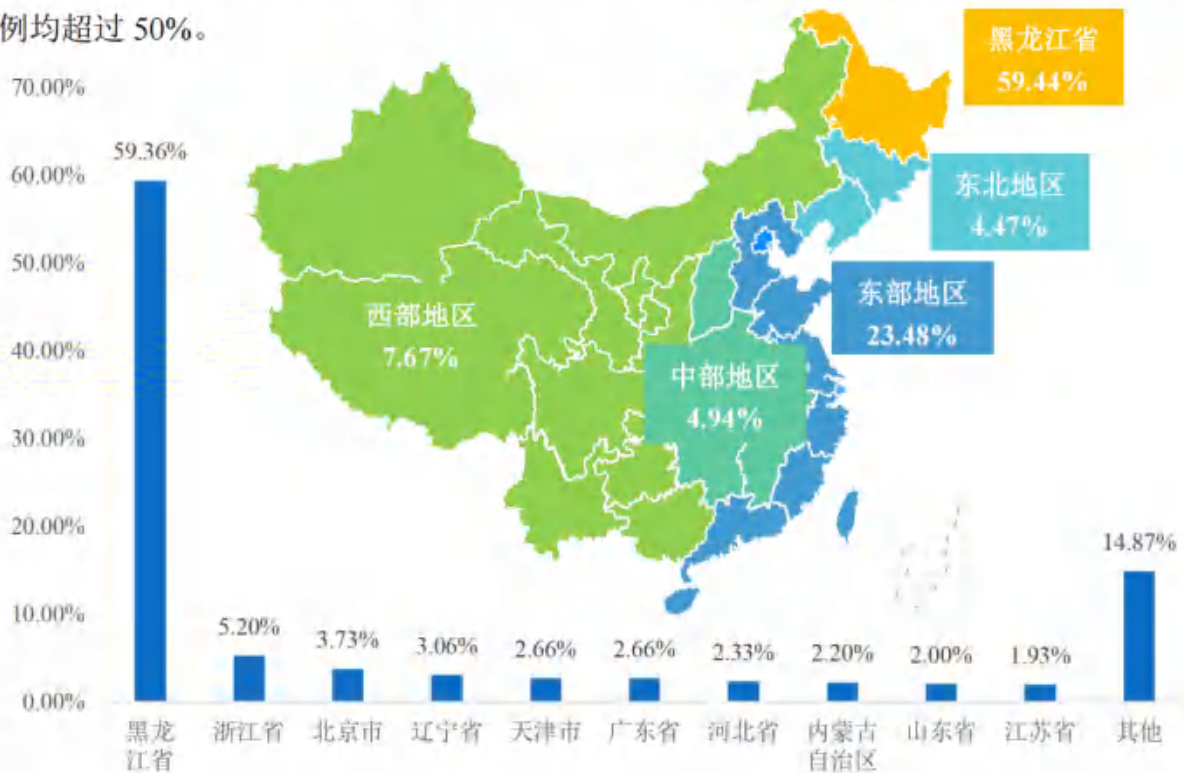 例均超过 50%。
黑龙江省
59.44%
东北地区
4.47%
东部地区
23.48%
西部地区
7.67%
中部地区
4.94%
70.00%
60.00%
50.00%
40.00%
30.00%
20.00%
10.00%
0.00%
59.36%
5.20%
3.73%
3.06%
2.66%
2.66%
2.33%
2.20%
2.00%
1.93%
14.87%
黑龙
江省
浙江省
北京市
辽宁省
天津市
广东省
河北省
内蒙古
自治区
山东省
江苏省
其他